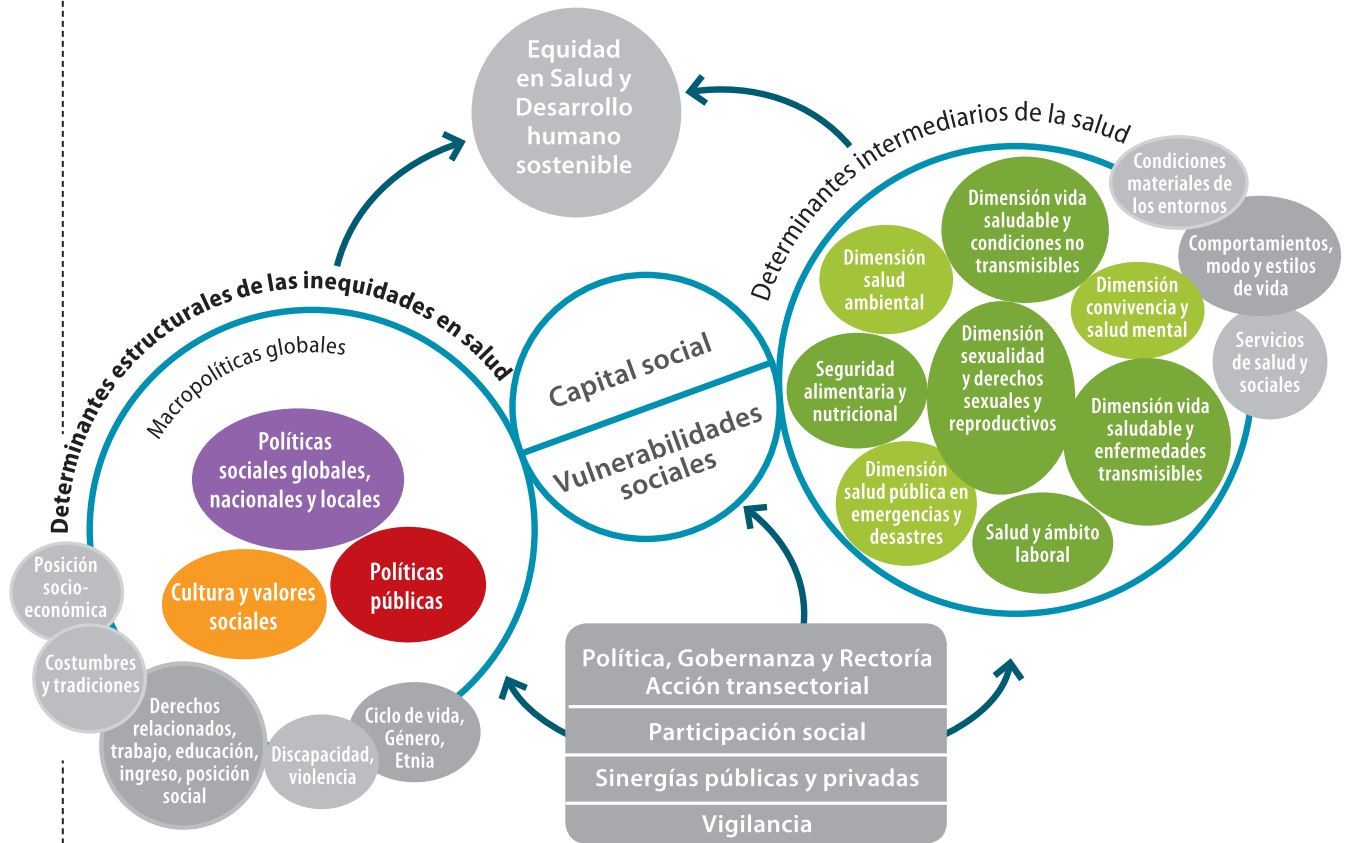 Equidad
en Salud y
Desarrollo
humano
sostenible
Determinantes estructurales de las inequidades en salud
Macropolíticas globales
Políticas
sociales globales,
nacionales y locales
Cultura y valores
sociales
Políticas
públicas
Posición
socio-
económica
Costumbres
y tradiciones
Derechos
relacionados,
trabajo, educación,
ingreso, posición
social
Discapacidad,
violencia
Ciclo de vida,
Género,
Etnia
Capital social
Vulnerabilidades
sociales
Determinantes intermediarios de la salud
Dimensión vida
saludable y
condiciones no
transmisibles
Dimensión
salud
ambiental
Dimensión
convivencia y
salud mental
Dimensión
sexualidad
y derechos
sexuales y
reproductivos
Seguridad
alimentaria y
nutricional
Dimensión vida
saludable y
enfermedades
transmisibles
Dimensión
salud pública en
emergencias y
desastres
Salud y ámbito
laboral
Condiciones
materiales de
los entornos
Comportamientos,
modo y estilos
de vida
Servicios
de salud y
sociales
Política, Gobernanza y Rectoría
Acción transectorial
Participación social
Sinergías públicas y privadas
Vigilancia